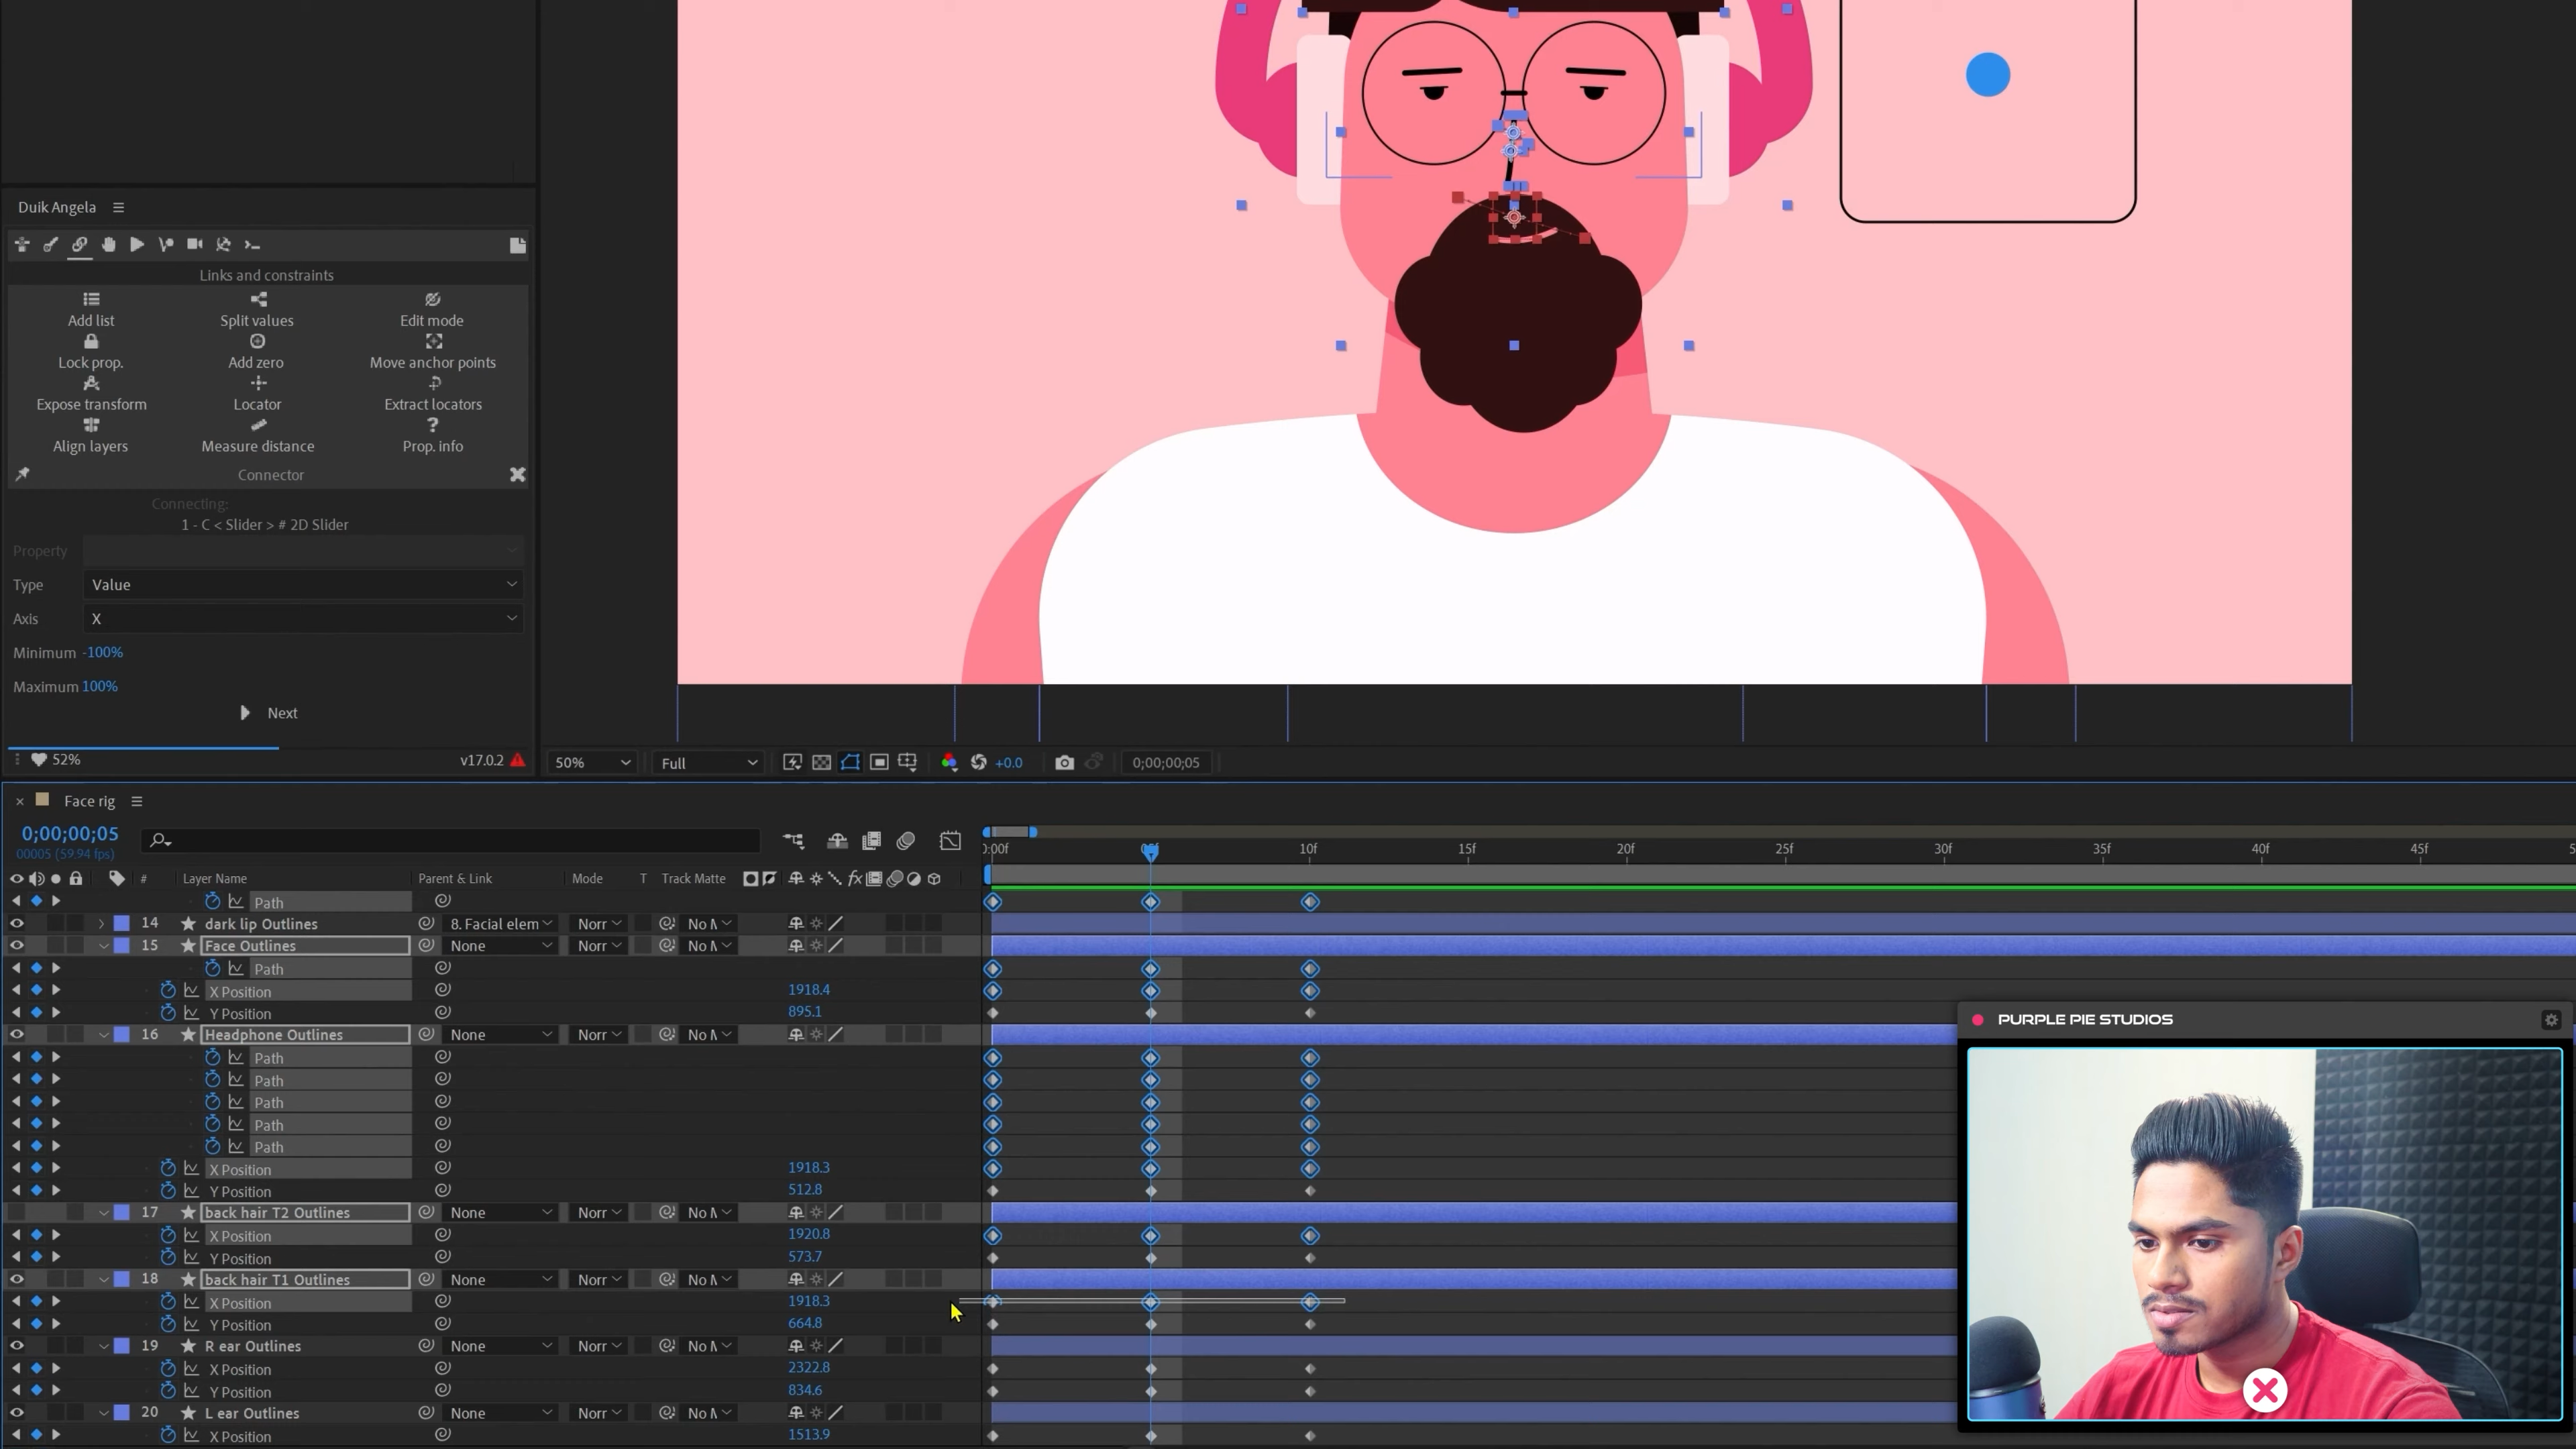 Duik Angela
Links and constraints
Add list
Split values
Edit mode
Lock prop.
Add zero
Move anchor points
Expose transform
Locator
Extract locators
Align layers
Measure distance
Prop. info
Connector
Connecting:
1 - C < Slider > # 2D Slider
Property
Type Value
Axis X
Minimum -100%
Maximum 100%
Next
52%
v17.0.2
50%
Full
+0.0
0;00;00;05
Face rig
0;00;00;05
00005 (59.94 fps)
0:00f 05f 10f 15f 20f 25f 30f 35f 40f 45f
# Layer Name Parent & Link Mode T Track Matte
Path
14 dark lip Outlines 8. Facial elem Norr No
15 Face Outlines None Norr No
Path
X Position 1918.4
Y Position 895.1
16 Headphone Outlines None Norr No
Path
Path
Path
Path
Path
X Position 1918.3
Y Position 512.8
17 back hair T2 Outlines None Norr No
X Position 1920.8
Y Position 573.7
18 back hair T1 Outlines None Norr No
X Position 1918.3
Y Position 664.8
19 R ear Outlines None Norr No
X Position 2322.8
Y Position 834.6
20 L ear Outlines None Norr No
X Position 1513.9
PURPLE PIE STUDIOS